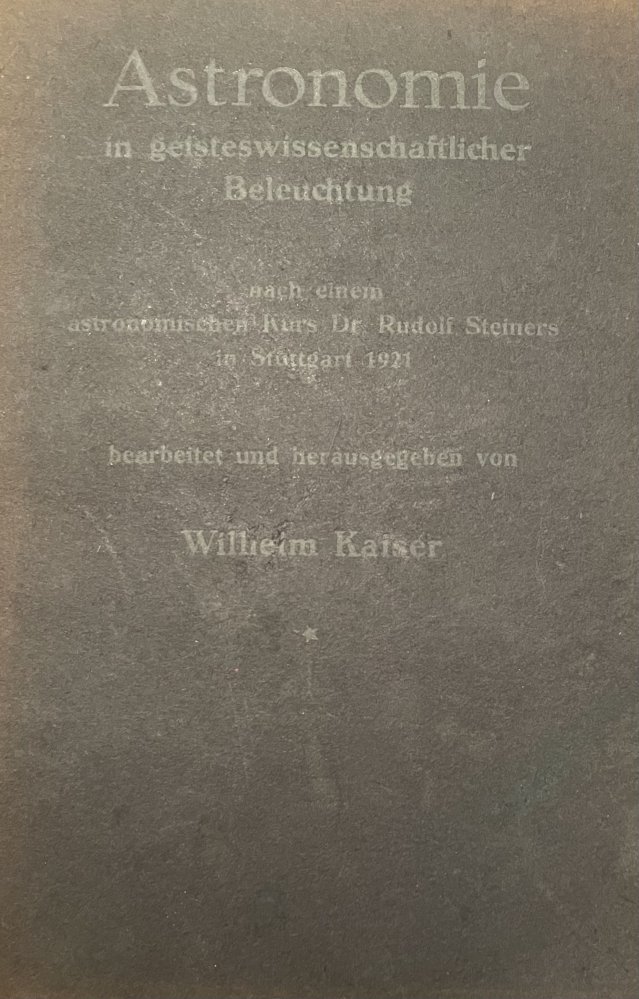 Astronomie
in geisteswissenschaftlicher
Beleuchtung
nach einem
astronomischen Kurs Dr. Rudolf Steiners
in Stuttgart 1921
bearbeitet und herausgegeben von
Wilhelm Kaiser